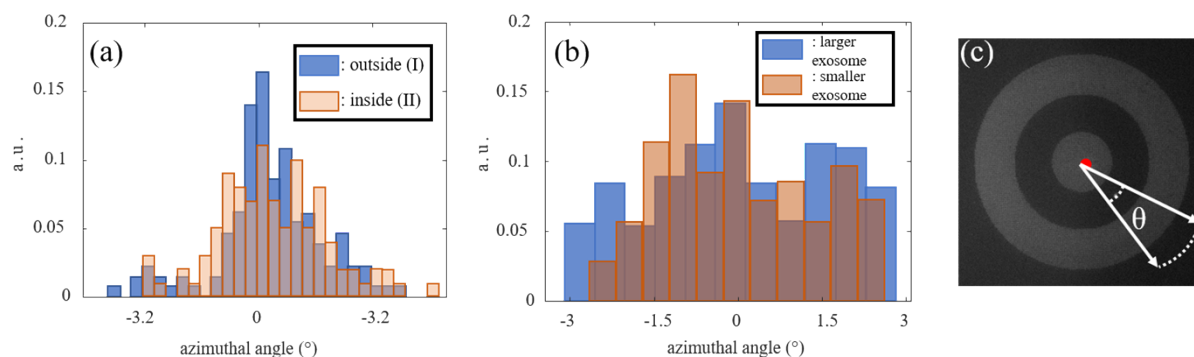 (a)
0.2
0.15
0.1
0.05
0
a.u.
: outside (I)
: inside (II)
-3.2
0
-3.2
azimuthal angle (°)
(b)
0.2
0.15
0.1
0.05
0
a.u.
: larger
exosome
: smaller
exosome
-3
-1.5
0
1.5
3
azimuthal angle (°)
(c)
θ